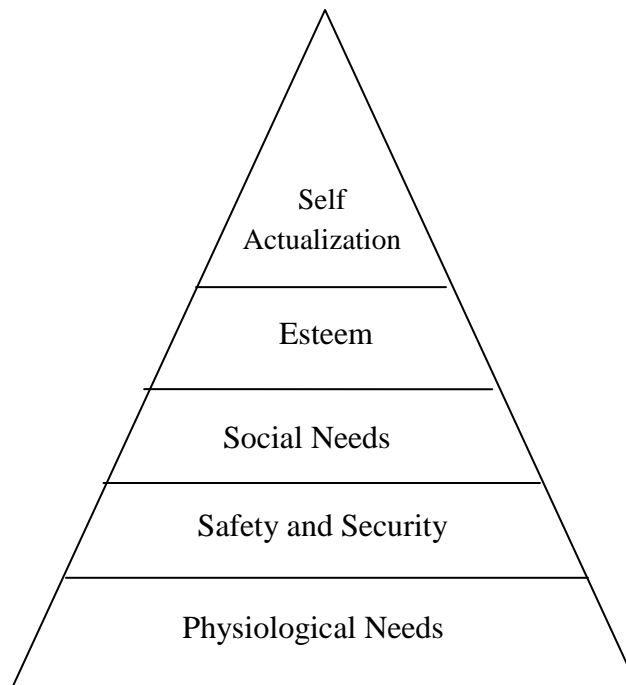 Self
Actualization
Esteem
Social Needs
Safety and Security
Physiological Needs